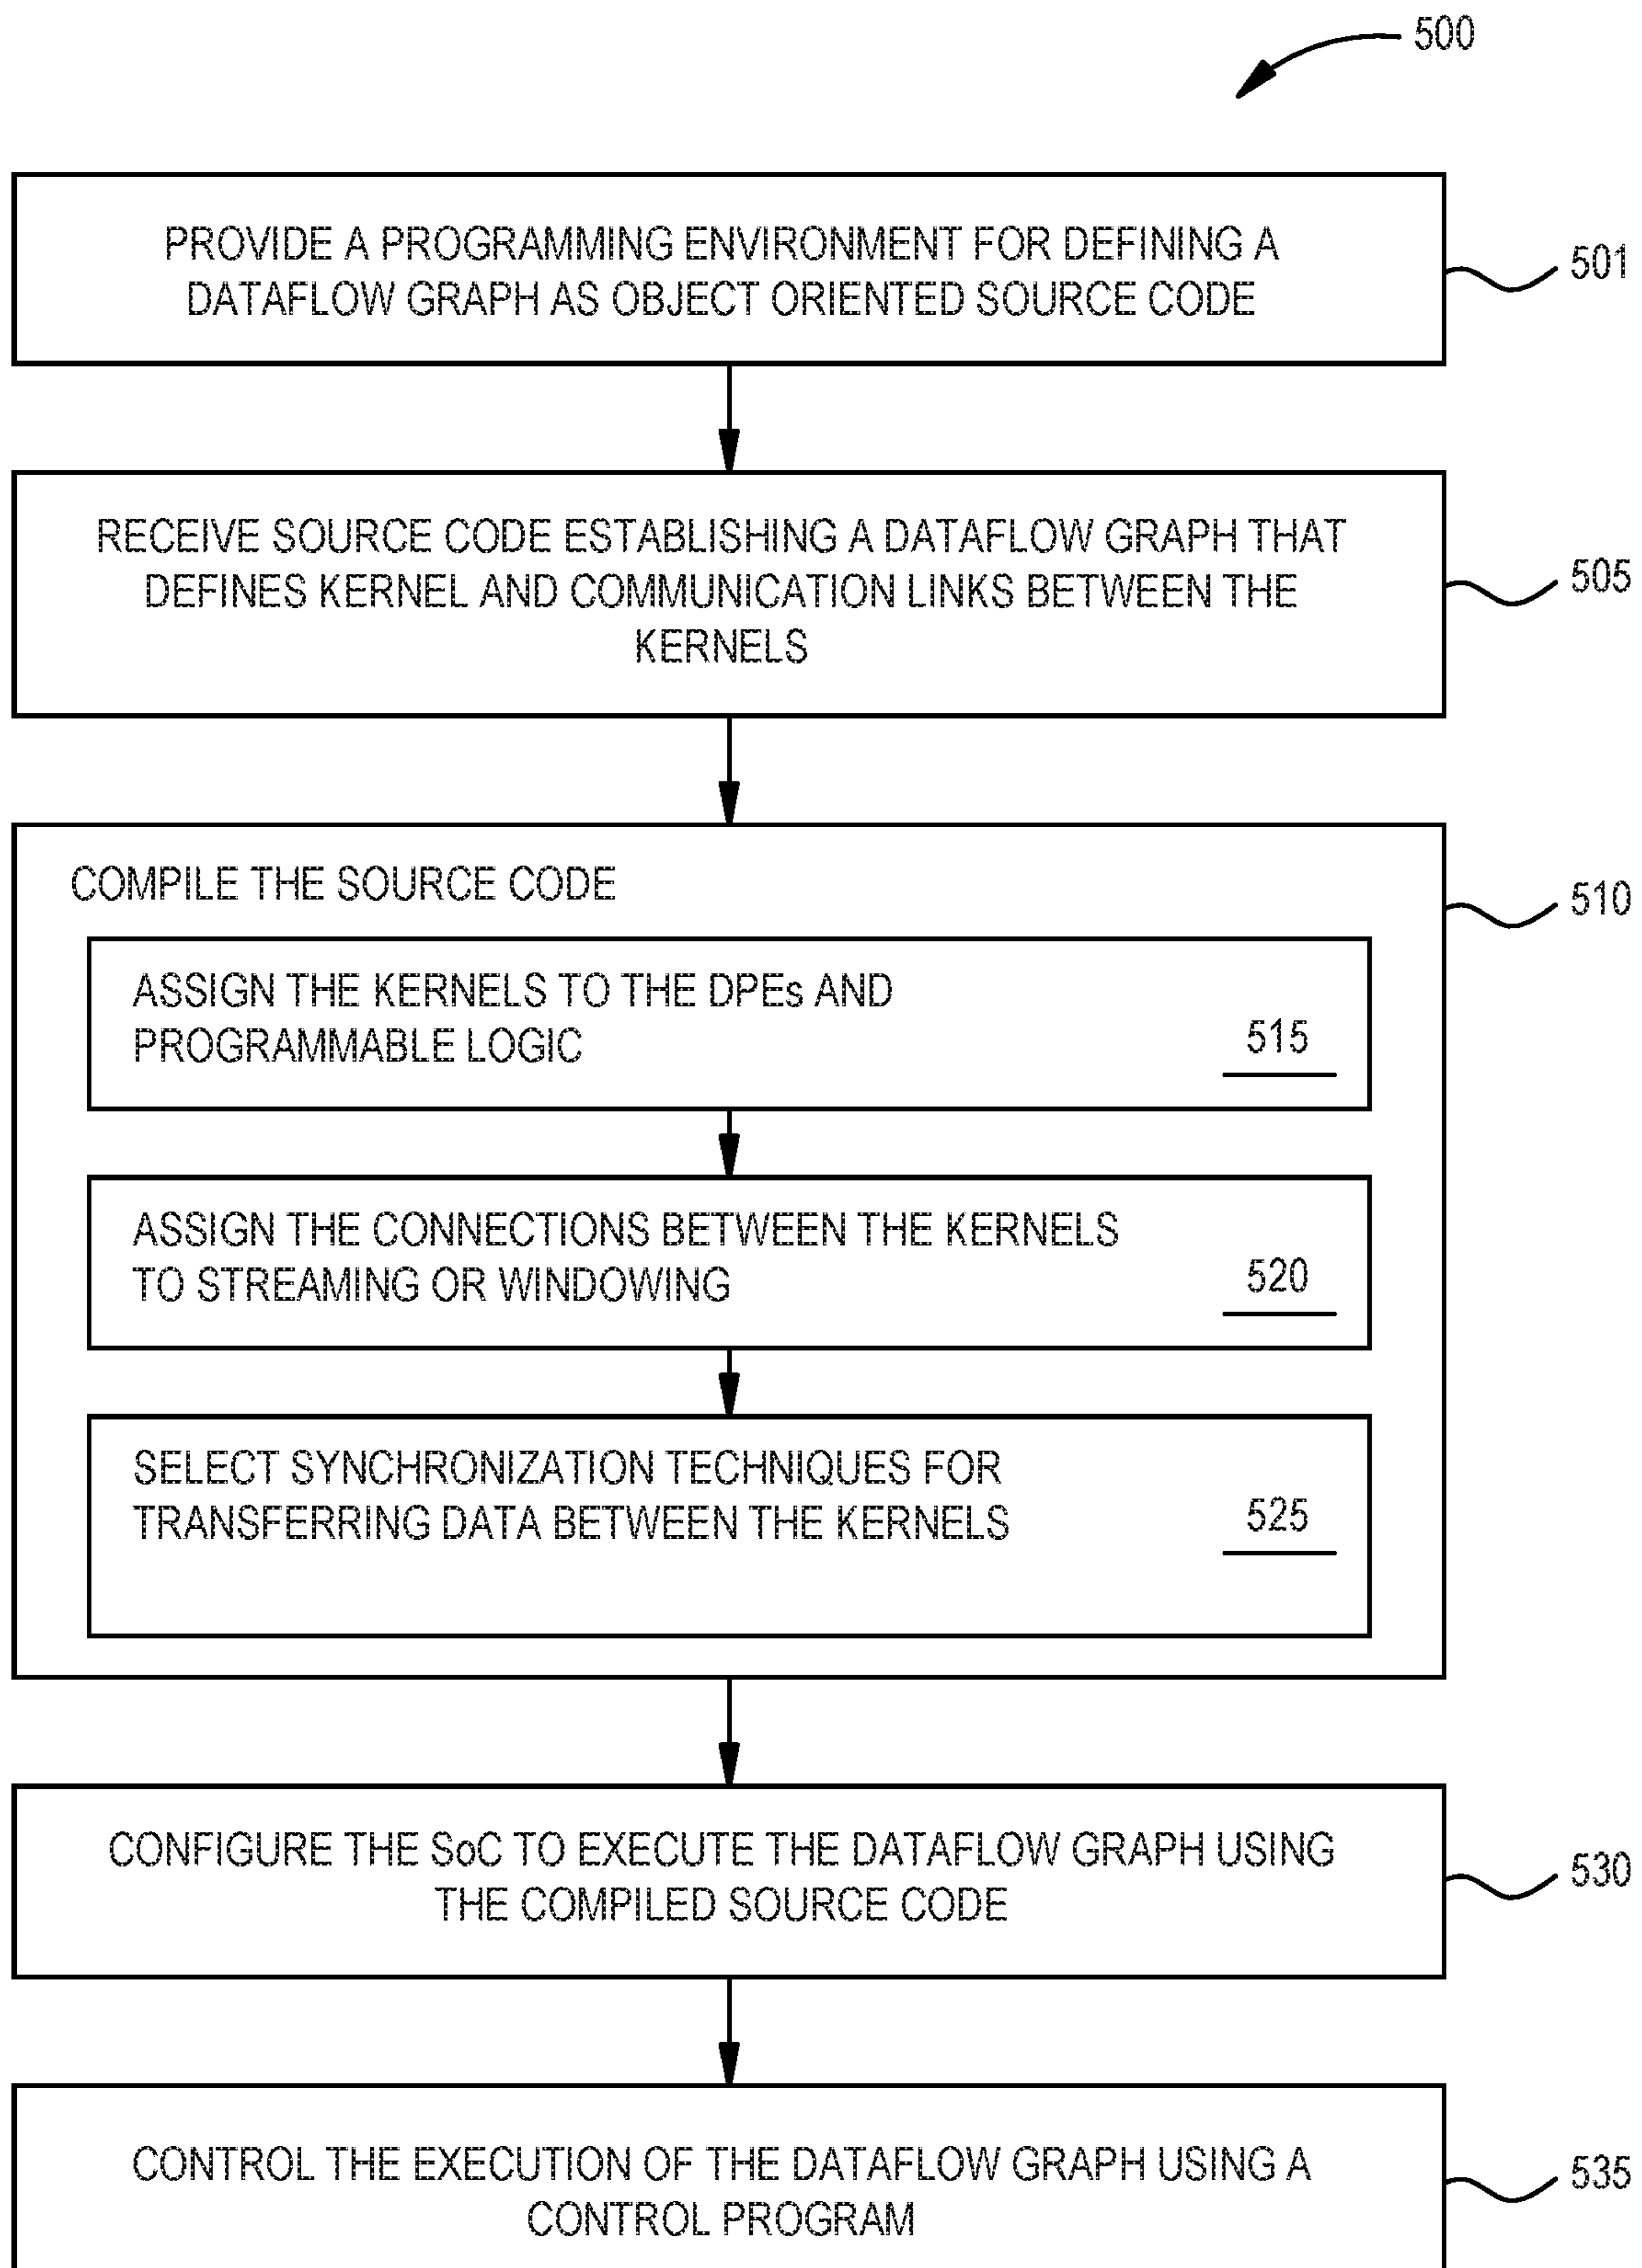 500
PROVIDE A PROGRAMMING ENVIRONMENT FOR DEFINING A
DATAFLOW GRAPH AS OBJECT ORIENTED SOURCE CODE
501
RECEIVE SOURCE CODE ESTABLISHING A DATAFLOW GRAPH THAT
DEFINES KERNEL AND COMMUNICATION LINKS BETWEEN THE
KERNELS
505
COMPILE THE SOURCE CODE
510
ASSIGN THE KERNELS TO THE DPEs AND
PROGRAMMABLE LOGIC
515
ASSIGN THE CONNECTIONS BETWEEN THE KERNELS
TO STREAMING OR WINDOWING
520
SELECT SYNCHRONIZATION TECHNIQUES FOR
TRANSFERRING DATA BETWEEN THE KERNELS
525
CONFIGURE THE SoC TO EXECUTE THE DATAFLOW GRAPH USING
THE COMPILED SOURCE CODE
530
CONTROL THE EXECUTION OF THE DATAFLOW GRAPH USING A
CONTROL PROGRAM
535